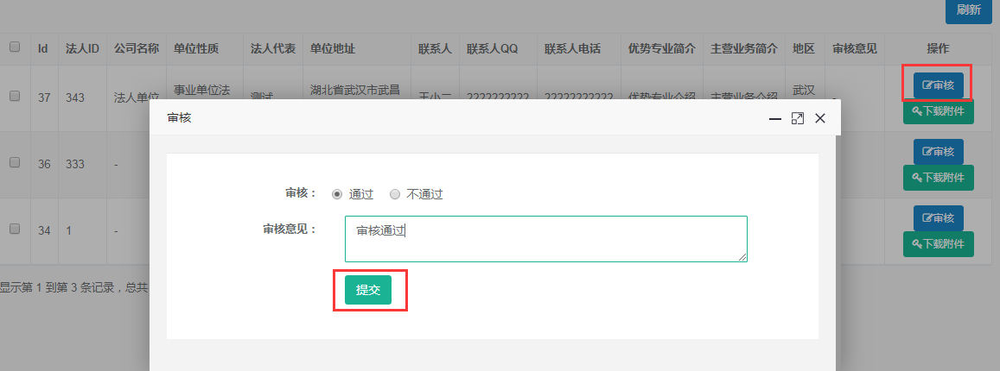 刷新
Id 法人ID 公司名称 单位性质 法人代表 单位地址 联系人 联系人QQ 联系人电话 优势专业简介 主营业务简介 地区 审核意见 操作
事业单位法 湖北省武汉市武昌 武汉
37 343 法人单位 测试 王小二 2222222222 22222222222 优势专业介绍 主营业务介绍 - 审核
下载附件
审核
审核
36 333 -
下载附件
审核： 通过 不通过
审核意见： 审核通过
审核
34 1 -
下载附件
显示第 1 到第 3 条记录，总共
提交